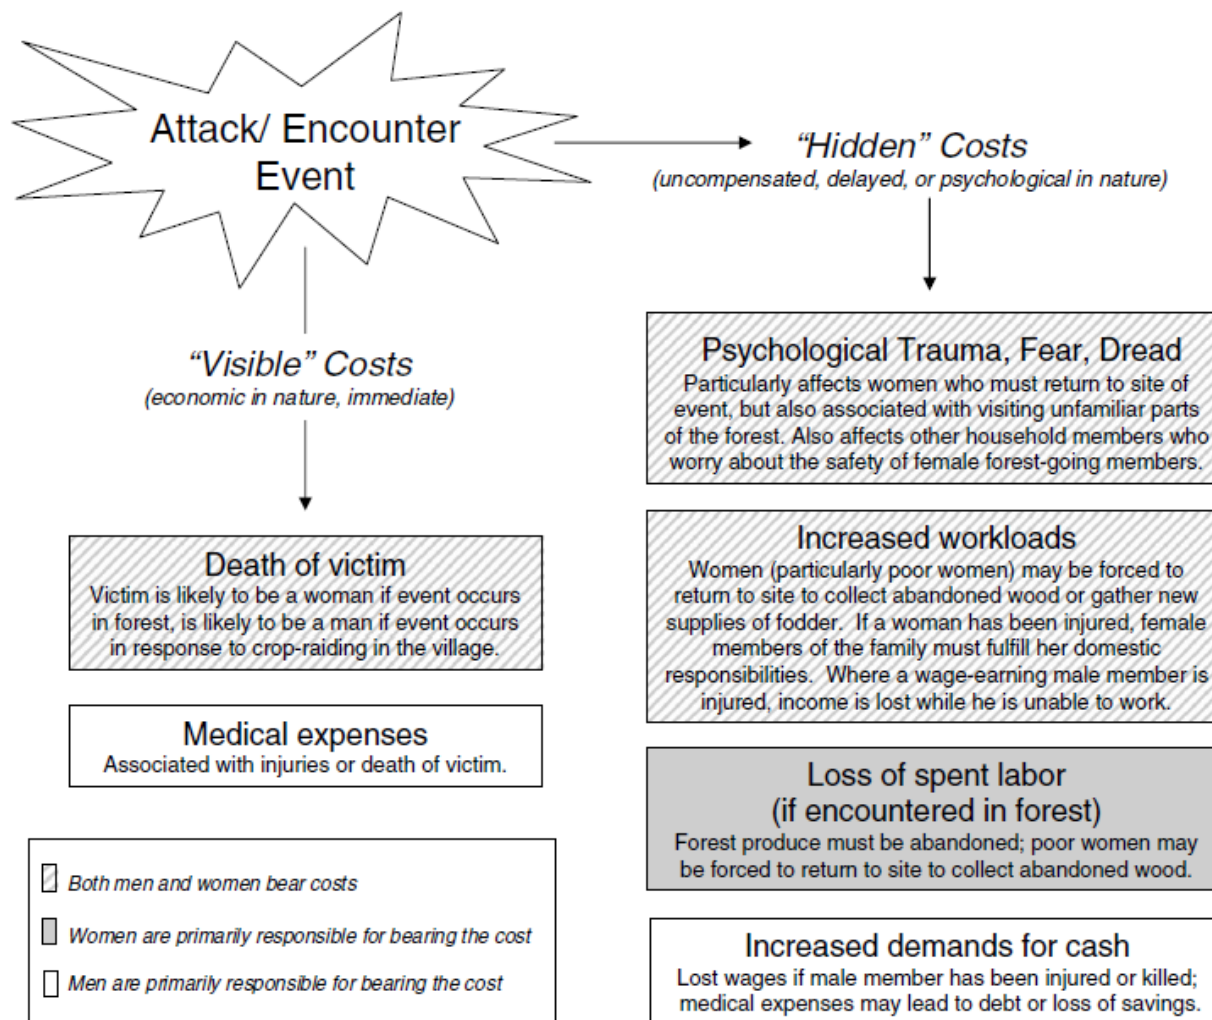 Attack/ Encounter
Event
“Hidden” Costs
(uncompensated, delayed, or psychological in nature)
“Visible” Costs
(economic in nature, immediate)
Death of victim
Victim is likely to be a woman if event occurs
in forest, is likely to be a man if event occurs
in response to crop-raiding in the village.
Medical expenses
Associated with injuries or death of victim.
Both men and women bear costs
Women are primarily responsible for bearing the cost
Men are primarily responsible for bearing the cost
Psychological Trauma, Fear, Dread
Particularly affects women who must return to site of
event, but also associated with visiting unfamiliar parts
of the forest. Also affects other household members who
worry about the safety of female forest-going members.
Increased workloads
Women (particularly poor women) may be forced to
return to site to collect abandoned wood or gather new
supplies of fodder.  If a woman has been injured, female
members of the family must fulfill her domestic
responsibilities.  Where a wage-earning male member is
injured, income is lost while he is unable to work.
Loss of spent labor
(if encountered in forest)
Forest produce must be abandoned; poor women may
be forced to return to site to collect abandoned wood.
Increased demands for cash
Lost wages if male member has been injured or killed;
medical expenses may lead to debt or loss of savings.